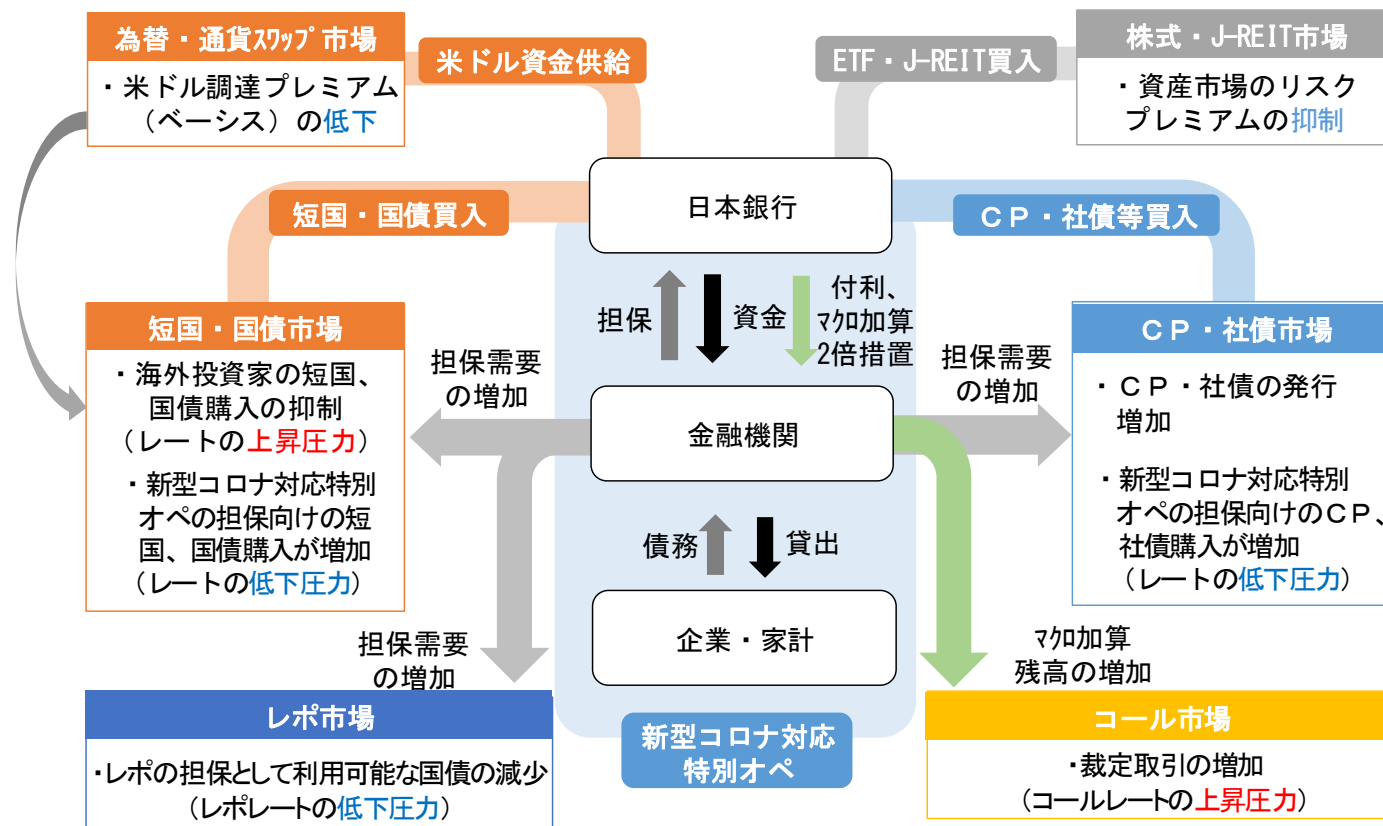 為替・通貨ｽﾜｯﾌﾟ市場
・米ドル調達プレミアム
（ベーシス）の低下
米ドル資金供給
ETF・J-REIT買入
株式・J-REIT市場
・資産市場のリスク
プレミアムの抑制
日本銀行
短国・国債買入
ＣＰ・社債等買入
担保
資金
付利、
ﾏｸﾛ加算
2倍措置
短国・国債市場
・海外投資家の短国、
国債購入の抑制
（レートの上昇圧力）
・新型コロナ対応特別
オペの担保向けの短
国、国債購入が増加
（レートの低下圧力）
担保需要
の増加
金融機関
担保需要
の増加
ＣＰ・社債市場
・ＣＰ・社債の発行
増加
・新型コロナ対応特別
オペの担保向けのＣＰ、
社債購入が増加
（レートの低下圧力）
債務
貸出
企業・家計
担保需要
の増加
ﾏｸﾛ加算
残高の増加
レポ市場
・レポの担保として利用可能な国債の減少
（レポレートの低下圧力）
新型コロナ対応
特別オペ
コール市場
・裁定取引の増加
（コールレートの上昇圧力）